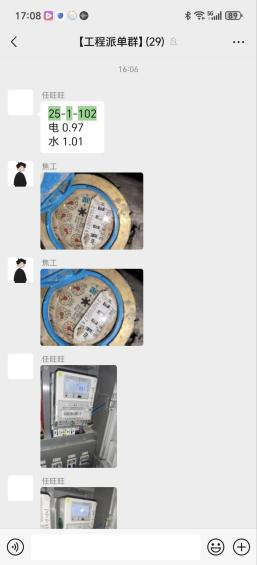 17:08
5G
89
【工程派单群】(29)
16:06
任旺旺
25-1-102
电 0.97
水 1.01
焦工
焦工
任旺旺
任旺旺